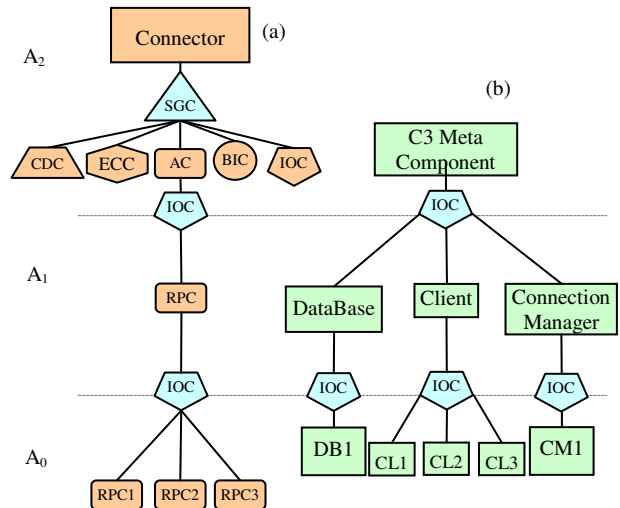 Connector
(a)
A2
SGC
(b)
C3 Meta
Component
CDC
ECC
AC
BIC
IOC
IOC
IOC
A1
RPC
DataBase
Client
Connection
Manager
IOC
IOC
IOC
IOC
A0
DB1
CL1
CL2
CL3
CM1
RPC1
RPC2
RPC3